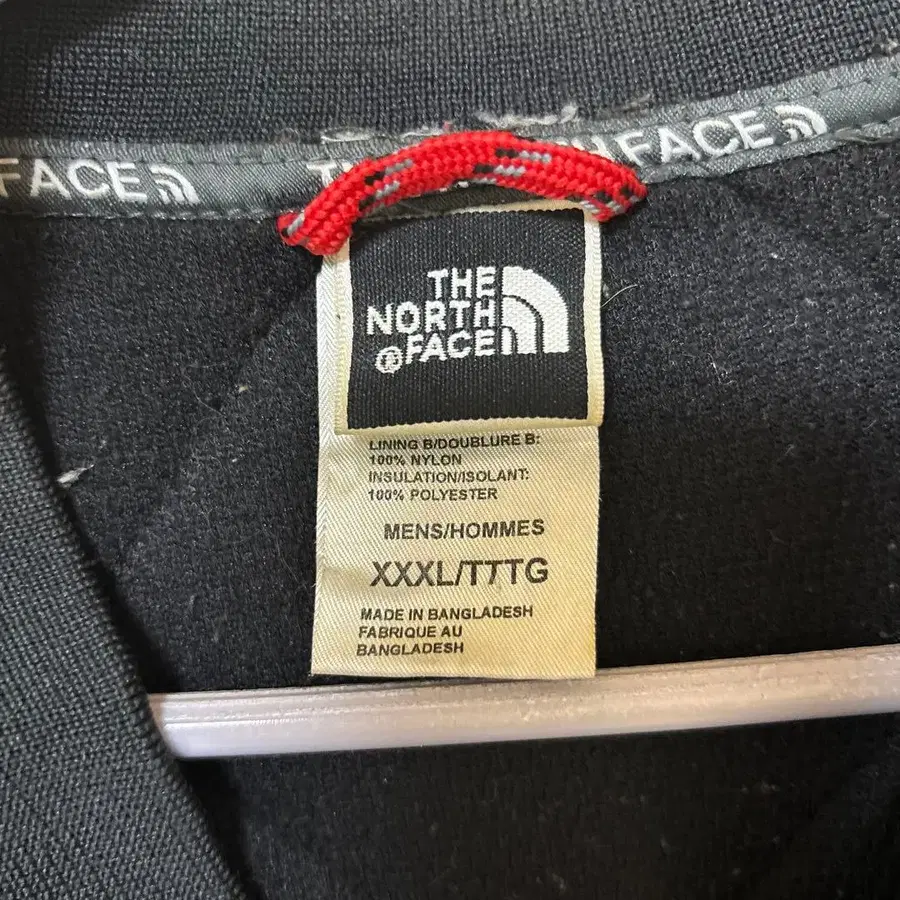 FACE
TH
H FACE
THE
NORTH
® FACE
LINING B/DOUBLURE B:
100% NYLON
INSULATION/ISOLANT:
100% POLYESTER
MENS/HOMMES
XXXL/TTTG
MADE IN BANGLADESH
FABRIQUE AU
BANGLADESH